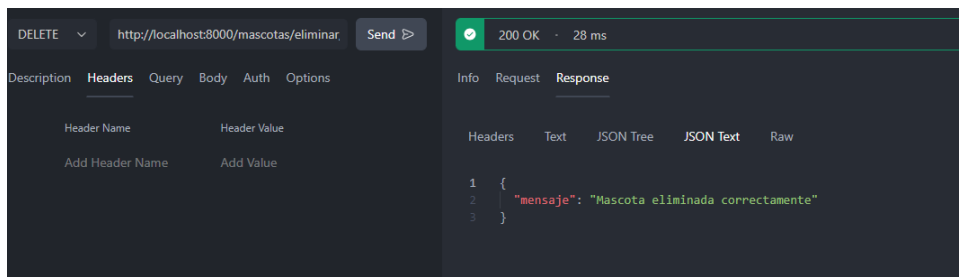 DELETE http://localhost:8000/mascotas/eliminar Send
200 OK · 28 ms
Description Headers Query Body Auth Options
Info Request Response
Header Name Header Value
Add Header Name Add Value
Headers Text JSON Tree JSON Text Raw
1 {
2 "mensaje": "Mascota eliminada correctamente"
3 }